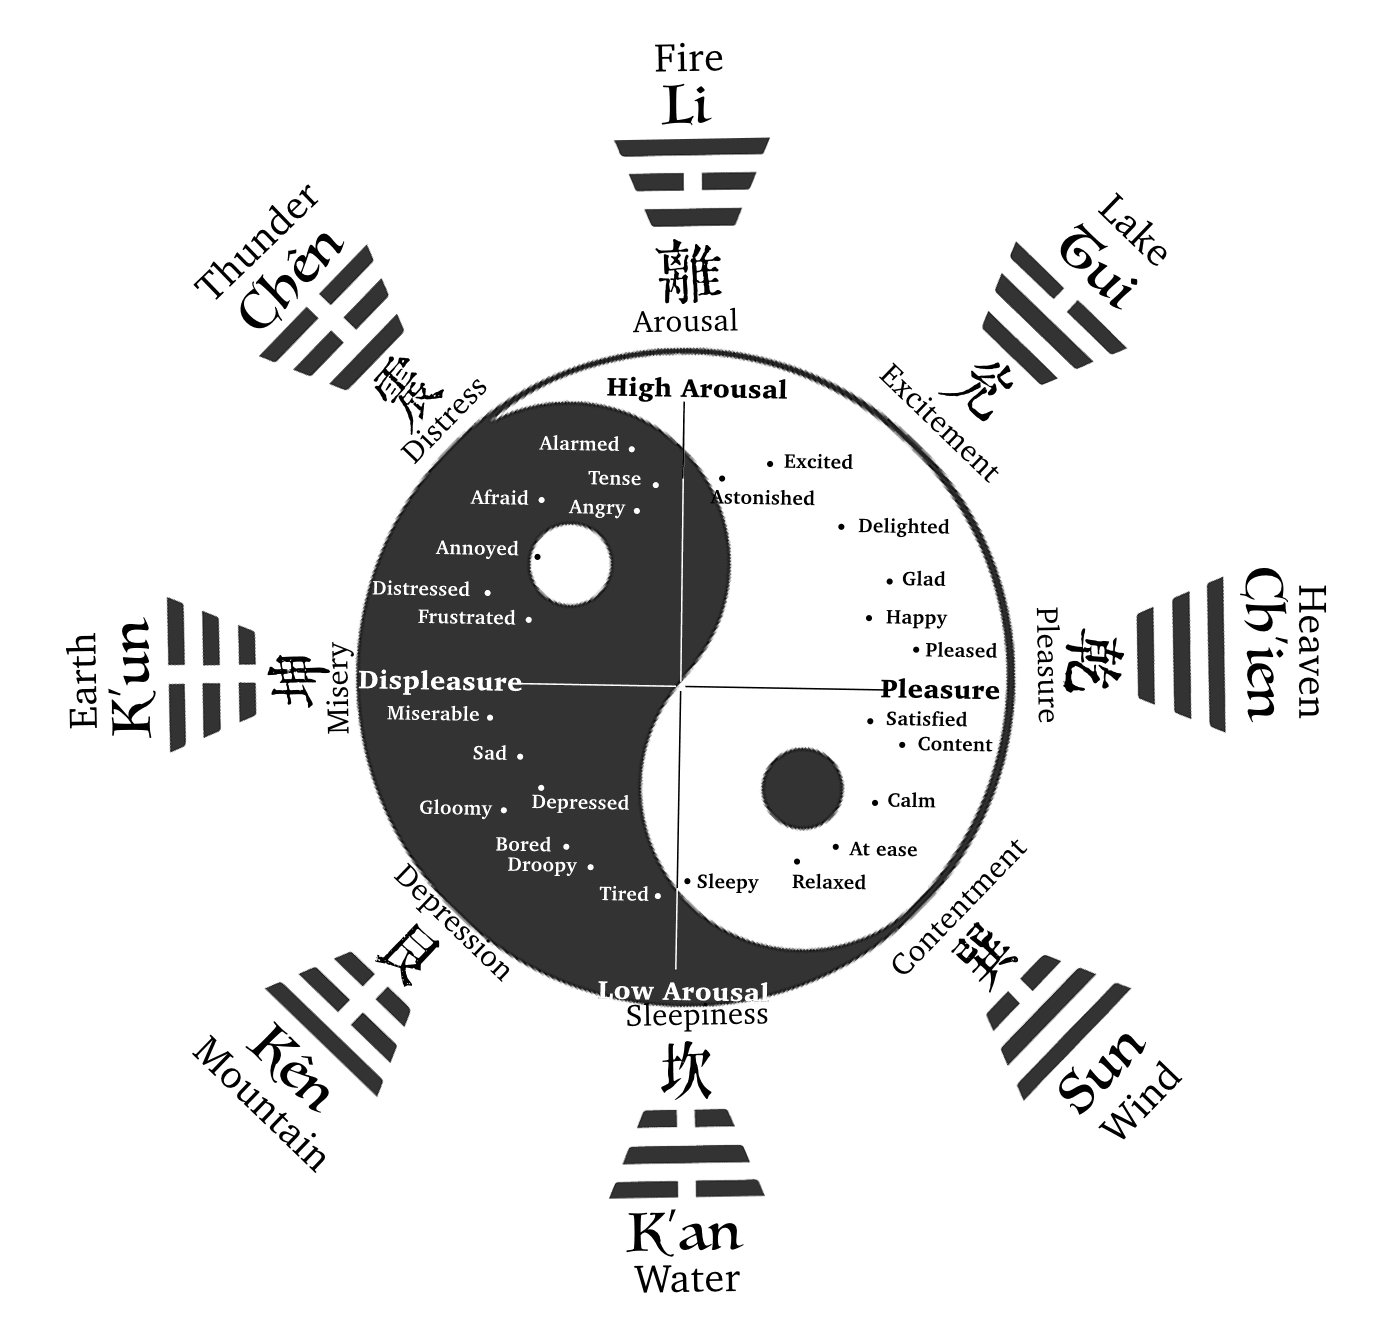 Fire
Li
離
Arousal
Lake
Tui
兌
Excitement
Heaven
Ch'ien
乾
Pleasure
Wind
Sun
巽
Contentment
Sleepiness
坎
K'an
Water
Depression
艮
Kên
Mountain
Earth
K'un
坤
Misery
Thunder
Chên
震
Distress
High Arousal
Alarmed
Tense
Afraid
Angry
Annoyed
Distressed
Frustrated
Excited
Astonished
Delighted
Glad
Happy
Pleased
Displeasure
Pleasure
Miserable
Sad
Depressed
Gloomy
Bored
Droopy
Tired
Satisfied
Content
Calm
At ease
Relaxed
Sleepy
Low Arousal